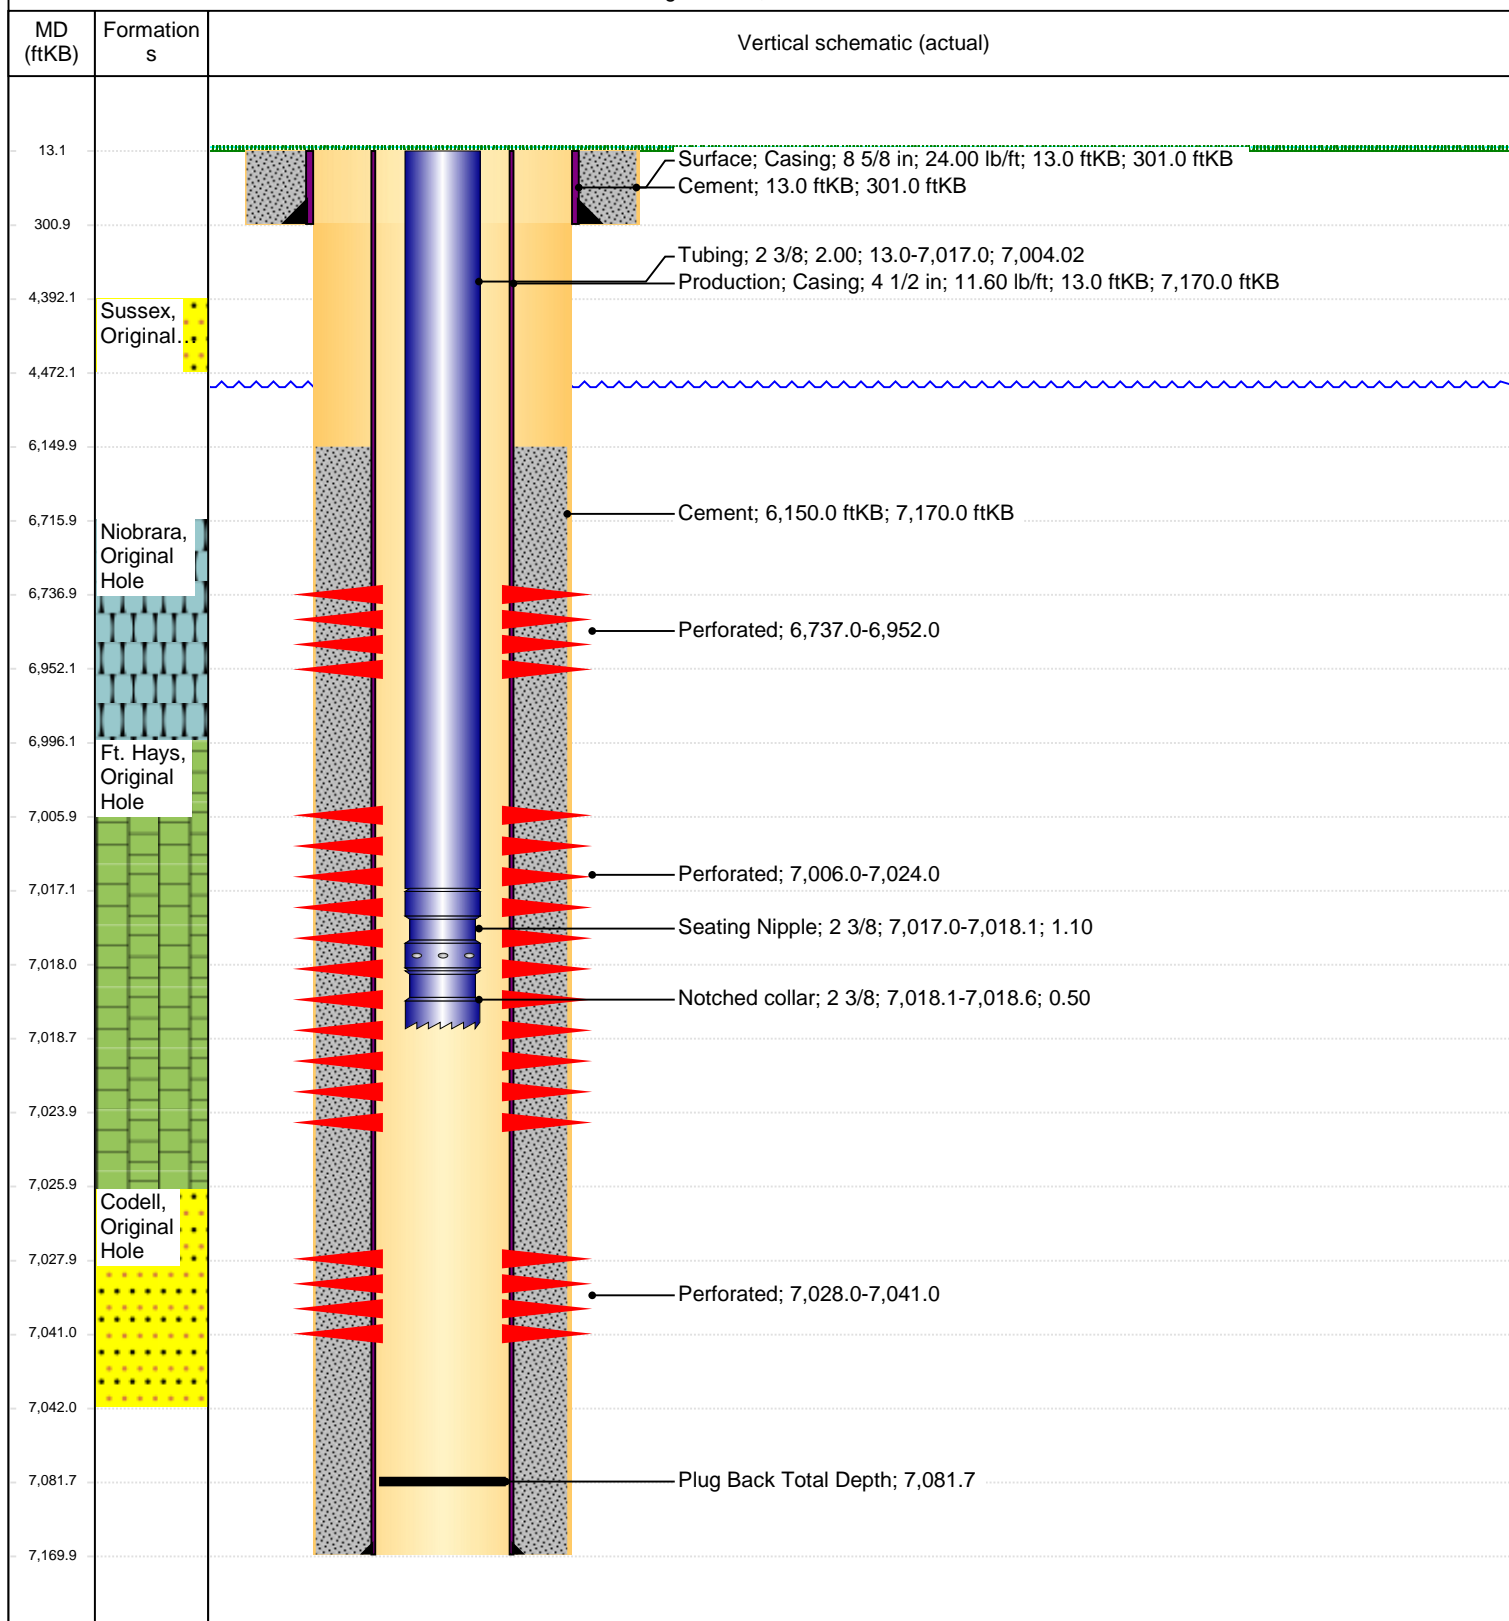 MD
(ftKB)
Formation
s
Vertical schematic (actual)
13.1
Surface; Casing; 8 5/8 in; 24.00 lb/ft; 13.0 ftKB; 301.0 ftKB
Cement; 13.0 ftKB; 301.0 ftKB
300.9
Tubing; 2 3/8; 2.00; 13.0-7,017.0; 7,004.02
Production; Casing; 4 1/2 in; 11.60 lb/ft; 13.0 ftKB; 7,170.0 ftKB
4,392.1
Sussex,
Original...
4,472.1
6,149.9
Cement; 6,150.0 ftKB; 7,170.0 ftKB
6,715.9
Niobrara,
Original
Hole
6,736.9
Perforated; 6,737.0-6,952.0
6,952.1
6,996.1
Ft. Hays,
Original
Hole
7,005.9
Perforated; 7,006.0-7,024.0
7,017.1
Seating Nipple; 2 3/8; 7,017.0-7,018.1; 1.10
7,018.0
Notched collar; 2 3/8; 7,018.1-7,018.6; 0.50
7,018.7
7,023.9
7,025.9
Codell,
Original
Hole
7,027.9
Perforated; 7,028.0-7,041.0
7,041.0
7,042.0
7,081.7
Plug Back Total Depth; 7,081.7
7,169.9